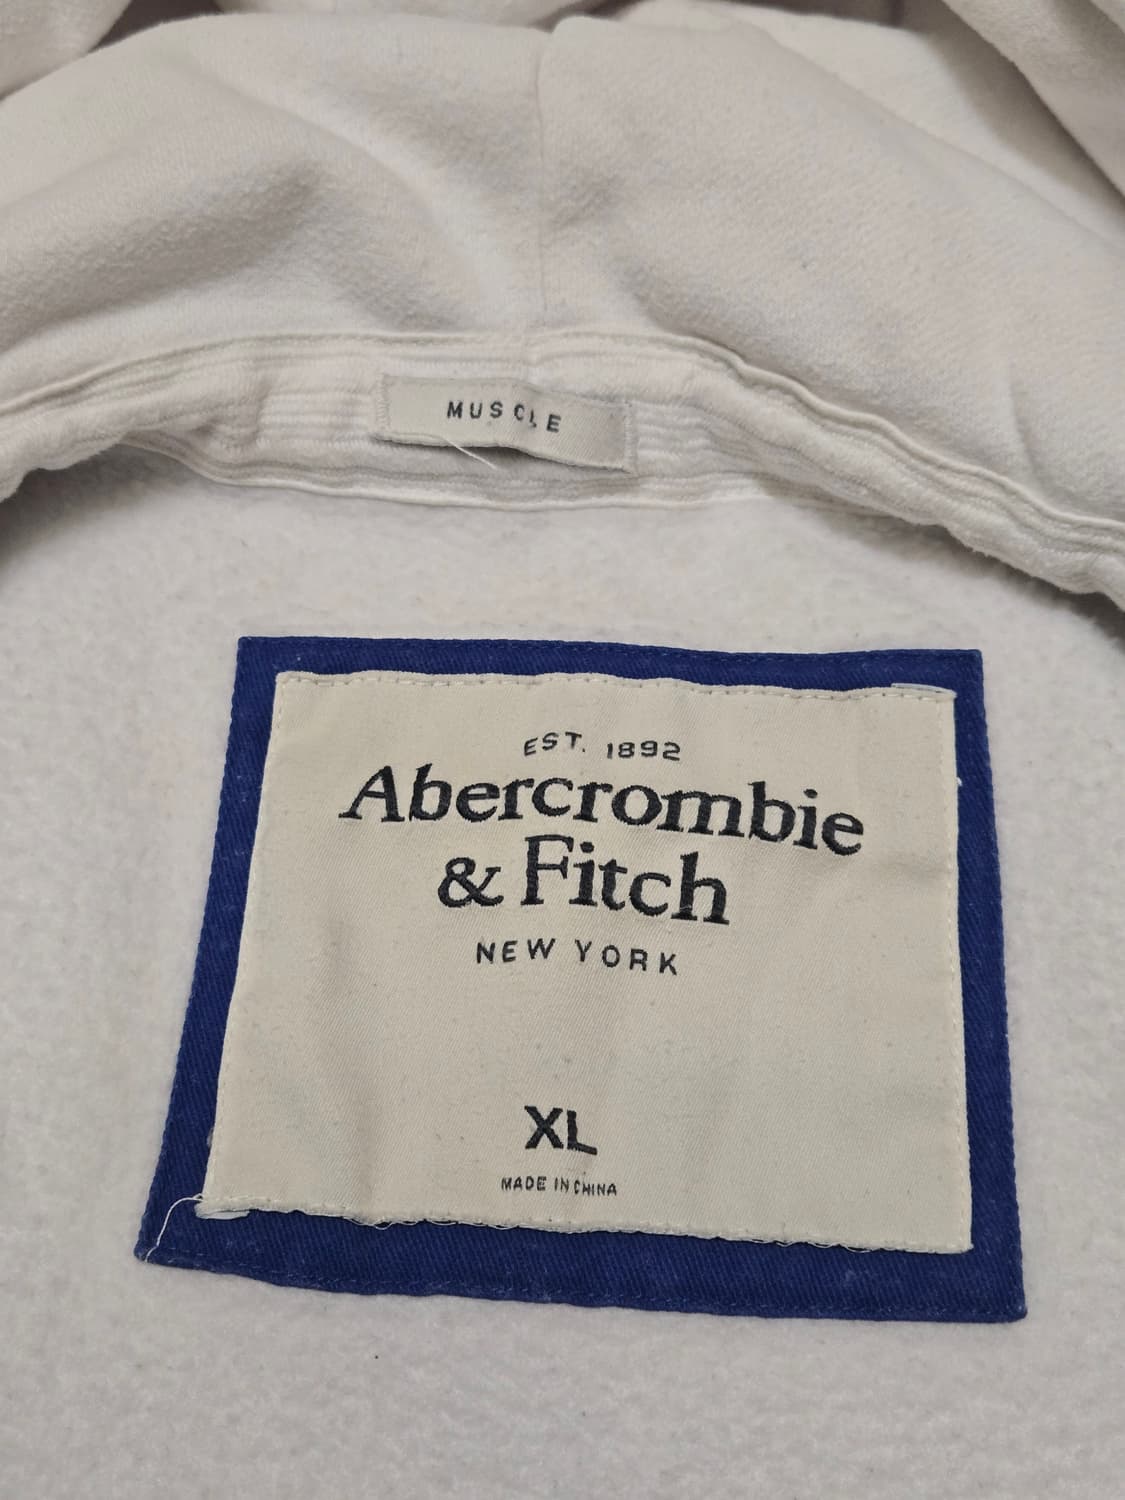 MUSCLE
EST. 1892
Abercrombie
& Fitch
NEW YORK
XL
MADE IN CHINA